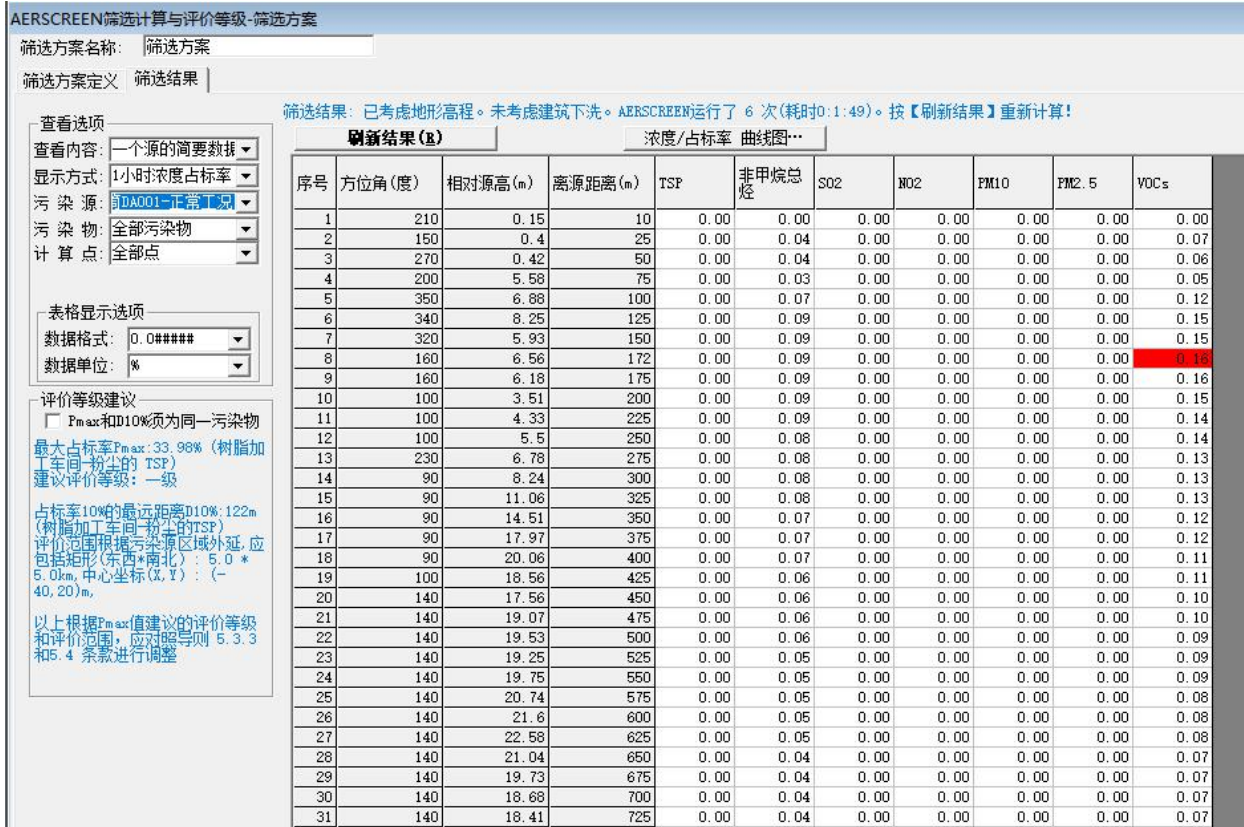 AERSCREEN筛选计算与评价等级-筛选方案
筛选方案名称: 筛选方案
筛选方案定义 筛选结果
筛选结果: 已考虑地形高程。未考虑建筑下洗。AERSCREEN运行了 6 次(耗时0:1:49)。按【刷新结果】重新计算!
查看选项
查看内容: 一个源的简要数据
显示方式: 1小时浓度占标率
污 染 源: DA001-正常工况
污 染 物: 全部污染物
计 算 点: 全部点
表格显示选项
数据格式: 0.0#####
数据单位: %
评价等级建议
Pmax和D10%须为同一污染物
最大占标率Pmax:33.98% (树脂加
工车间-粉尘的 TSP)
建议评价等级: 一级
占标率10%的最远距离D10%:122m
(树脂加工车间-粉尘的TSP)
评价范围根据污染源区域外延,应
包括矩形(东西*南北) : 5.0 *
5.0km,中心坐标(X,Y) : (-
40,20)m,
以上根据Pmax值建议的评价等级
和评价范围,应对照导则 5.3.3
和5.4 条款进行调整
刷新结果(R) 浓度/占标率 曲线图…
序号 方位角(度) 相对源高(m) 离源距离(m) TSP 非甲烷总烃 SO2 NO2 PM10 PM2.5 VOCs
1 210 0.15 10 0.00 0.00 0.00 0.00 0.00 0.00 0.00
2 150 0.4 25 0.00 0.04 0.00 0.00 0.00 0.00 0.07
3 270 0.42 50 0.00 0.04 0.00 0.00 0.00 0.00 0.06
4 200 5.58 75 0.00 0.03 0.00 0.00 0.00 0.00 0.05
5 350 6.88 100 0.00 0.07 0.00 0.00 0.00 0.00 0.12
6 340 8.25 125 0.00 0.09 0.00 0.00 0.00 0.00 0.15
7 320 5.93 150 0.00 0.09 0.00 0.00 0.00 0.00 0.15
8 160 6.56 172 0.00 0.09 0.00 0.00 0.00 0.00 0.16
9 160 6.18 175 0.00 0.09 0.00 0.00 0.00 0.00 0.16
10 100 3.51 200 0.00 0.09 0.00 0.00 0.00 0.00 0.15
11 100 4.33 225 0.00 0.09 0.00 0.00 0.00 0.00 0.14
12 100 5.5 250 0.00 0.08 0.00 0.00 0.00 0.00 0.14
13 230 6.78 275 0.00 0.08 0.00 0.00 0.00 0.00 0.13
14 90 8.24 300 0.00 0.08 0.00 0.00 0.00 0.00 0.13
15 90 11.06 325 0.00 0.08 0.00 0.00 0.00 0.00 0.13
16 90 14.51 350 0.00 0.07 0.00 0.00 0.00 0.00 0.12
17 90 17.97 375 0.00 0.07 0.00 0.00 0.00 0.00 0.12
18 90 20.06 400 0.00 0.07 0.00 0.00 0.00 0.00 0.11
19 100 18.56 425 0.00 0.06 0.00 0.00 0.00 0.00 0.11
20 140 17.56 450 0.00 0.06 0.00 0.00 0.00 0.00 0.10
21 140 19.07 475 0.00 0.06 0.00 0.00 0.00 0.00 0.10
22 140 19.53 500 0.00 0.06 0.00 0.00 0.00 0.00 0.09
23 140 19.25 525 0.00 0.05 0.00 0.00 0.00 0.00 0.09
24 140 19.75 550 0.00 0.05 0.00 0.00 0.00 0.00 0.09
25 140 20.74 575 0.00 0.05 0.00 0.00 0.00 0.00 0.08
26 140 21.6 600 0.00 0.05 0.00 0.00 0.00 0.00 0.08
27 140 22.58 625 0.00 0.05 0.00 0.00 0.00 0.00 0.08
28 140 21.04 650 0.00 0.04 0.00 0.00 0.00 0.00 0.07
29 140 19.73 675 0.00 0.04 0.00 0.00 0.00 0.00 0.07
30 140 18.68 700 0.00 0.04 0.00 0.00 0.00 0.00 0.07
31 140 18.41 725 0.00 0.04 0.00 0.00 0.00 0.00 0.07